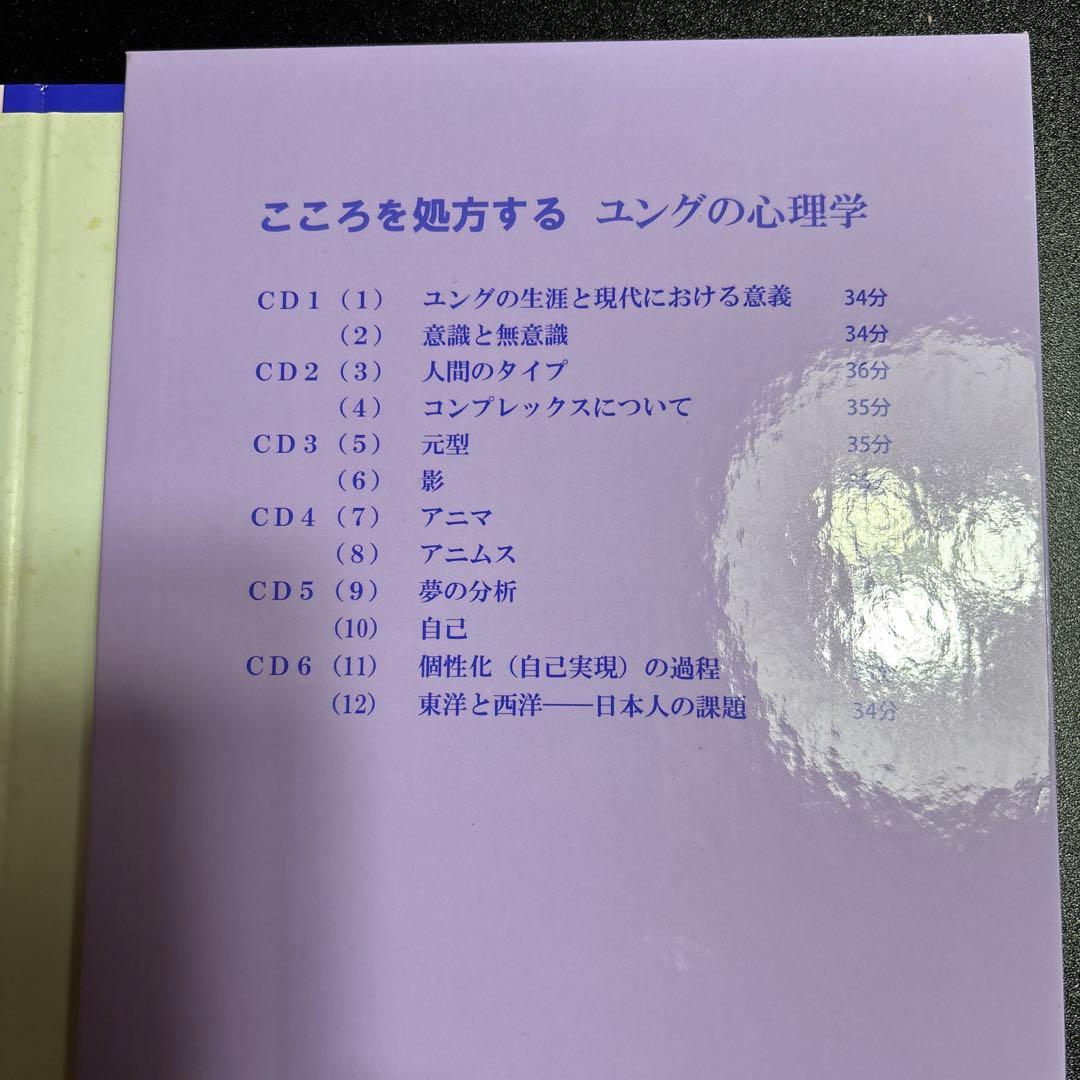 こころを処方する ユングの心理学
CD1 (1) ユングの生涯と現代における意義 34分
(2) 意識と無意識 34分
CD2 (3) 人間のタイプ 36分
(4) コンプレックスについて 35分
CD3 (5) 元型 35分
(6) 影
CD4 (7) アニマ
(8) アニムス
CD5 (9) 夢の分析
(10) 自己
CD6 (11) 個性化（自己実現）の過程
(12) 東洋と西洋――日本人の課題 34分